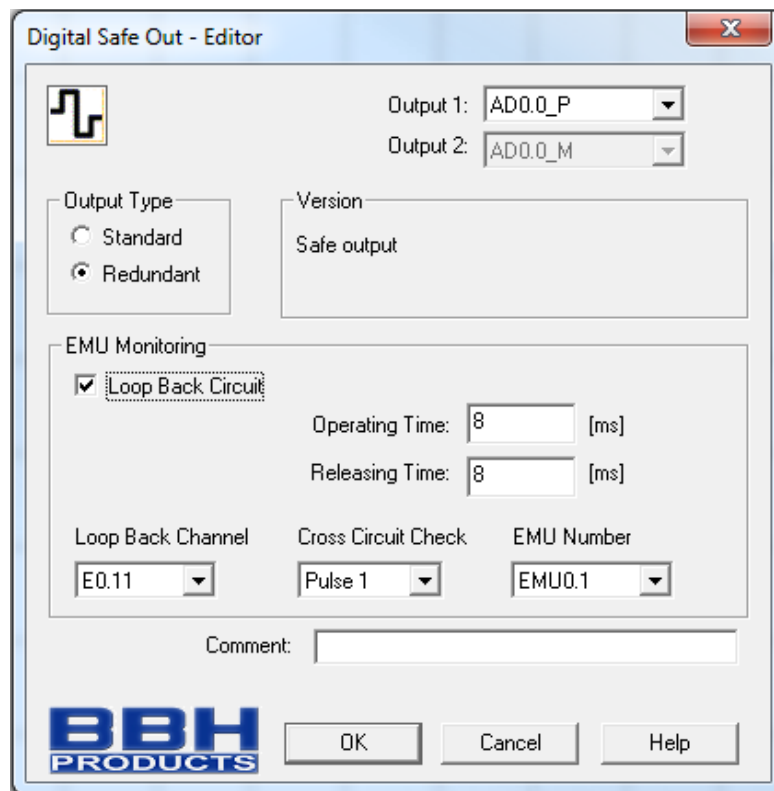 Digital Safe Out - Editor
Output 1: AD0.0_P
Output 2: AD0.0_M
Output Type
Standard
Redundant
Version
Safe output
EMU Monitoring
Loop Back Circuit
Operating Time: 8 [ms]
Releasing Time: 8 [ms]
Loop Back Channel Cross Circuit Check EMU Number
E0.11 Pulse 1 EMU0.1
Comment:
BBH
PRODUCTS
OK Cancel Help